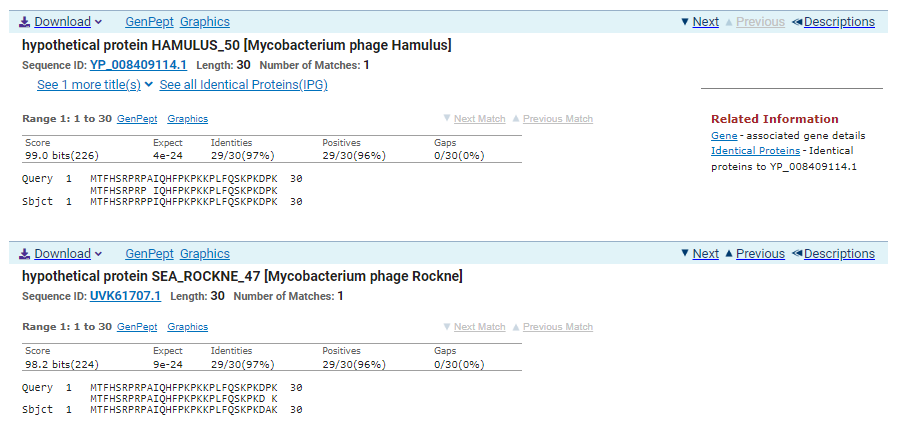 Download GenPept Graphics Next Previous Descriptions
hypothetical protein HAMULUS_50 [Mycobacterium phage Hamulus]
Sequence ID: YP_008409114.1 Length: 30 Number of Matches: 1
See 1 more title(s) See all Identical Proteins(IPG)
Range 1: 1 to 30 GenPept Graphics Next Match Previous Match
Score Expect Identities Positives Gaps
99.0 bits(226) 4e-24 29/30(97%) 29/30(96%) 0/30(0%)
Query 1 MTFHSRPRPAIQHFPKPKKPLFQSKPKDPK 30
MTFHSRPRP IQHFPKPKKPLFQSKPKDPK
Sbjct 1 MTFHSRPRPPIQHFPKPKKPLFQSKPKDPK 30
Related Information
Gene - associated gene details
Identical Proteins - Identical
proteins to YP_008409114.1
Download GenPept Graphics Next Previous Descriptions
hypothetical protein SEA_ROCKNE_47 [Mycobacterium phage Rockne]
Sequence ID: UVK61707.1 Length: 30 Number of Matches: 1
Range 1: 1 to 30 GenPept Graphics Next Match Previous Match
Score Expect Identities Positives Gaps
98.2 bits(224) 9e-24 29/30(97%) 29/30(96%) 0/30(0%)
Query 1 MTFHSRPRPAIQHFPKPKKPLFQSKPKDPK 30
MTFHSRPRPAIQHFPKPKKPLFQSKPKD K
Sbjct 1 MTFHSRPRPAIQHFPKPKKPLFQSKPKDAK 30